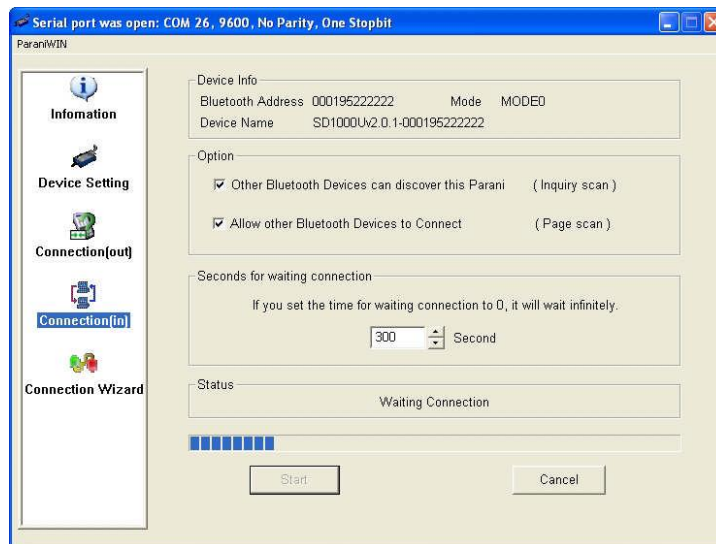 Serial port was open: COM 26, 9600, No Parity, One Stopbit
ParaniWIN
Infomation
Device Setting
Connection(out)
Connection(in)
Connection Wizard
Device Info
Bluetooth Address 000195222222 Mode MODE0
Device Name SD1000Uv2.0.1-000195222222
Option
Other Bluetooth Devices can discover this Parani ( Inquiry scan )
Allow other Bluetooth Devices to Connect ( Page scan )
Seconds for waiting connection
If you set the time for waiting connection to 0, it will wait infinitely.
300 Second
Status
Waiting Connection
Start Cancel